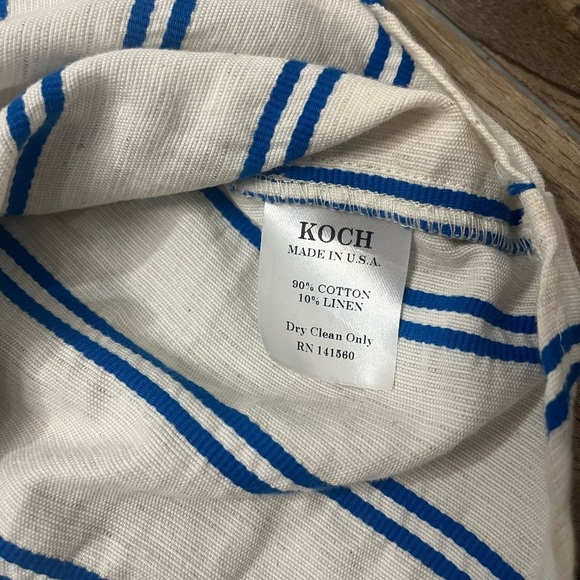 KOCH
MADE IN U.S.A.
90% COTTON
10% LINEN
Dry Clean Only
RN 141560